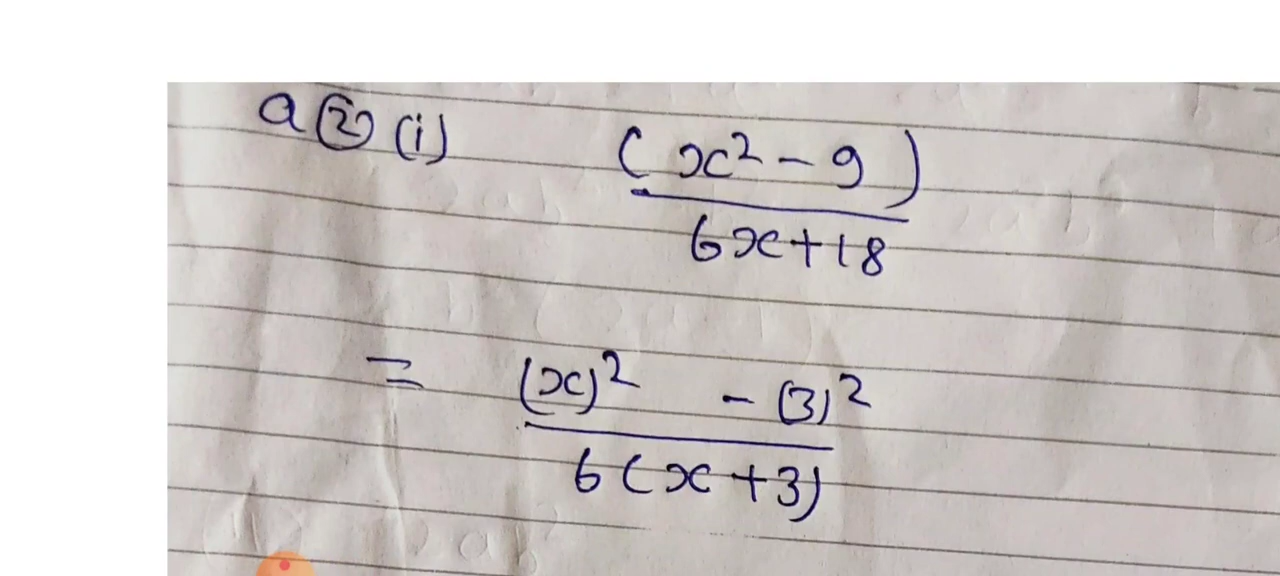 a ② (i) (x² - 9)
6x+18
= (x)² - (3)²
6(x+3)